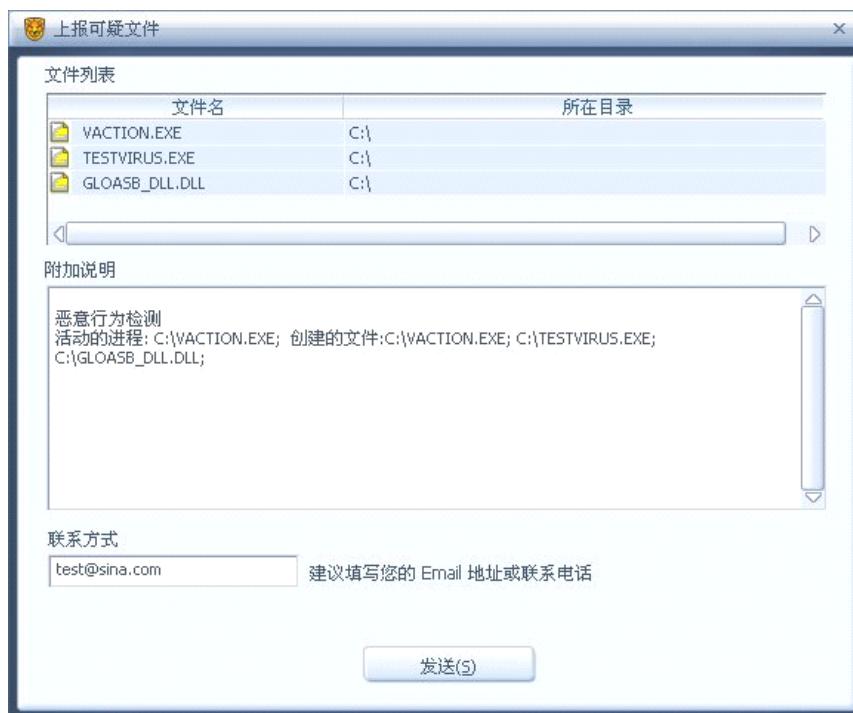 上报可疑文件
文件列表
文件名 所在目录
VACTION.EXE C:\
TESTVIRUS.EXE C:\
GLOASB_DLL.DLL C:\
附加说明
恶意行为检测
活动的进程: C:\VACTION.EXE; 创建的文件:C:\VACTION.EXE; C:\TESTVIRUS.EXE;
C:\GLOASB_DLL.DLL;
联系方式
test@sina.com 建议填写您的 Email 地址或联系电话
发送(S)